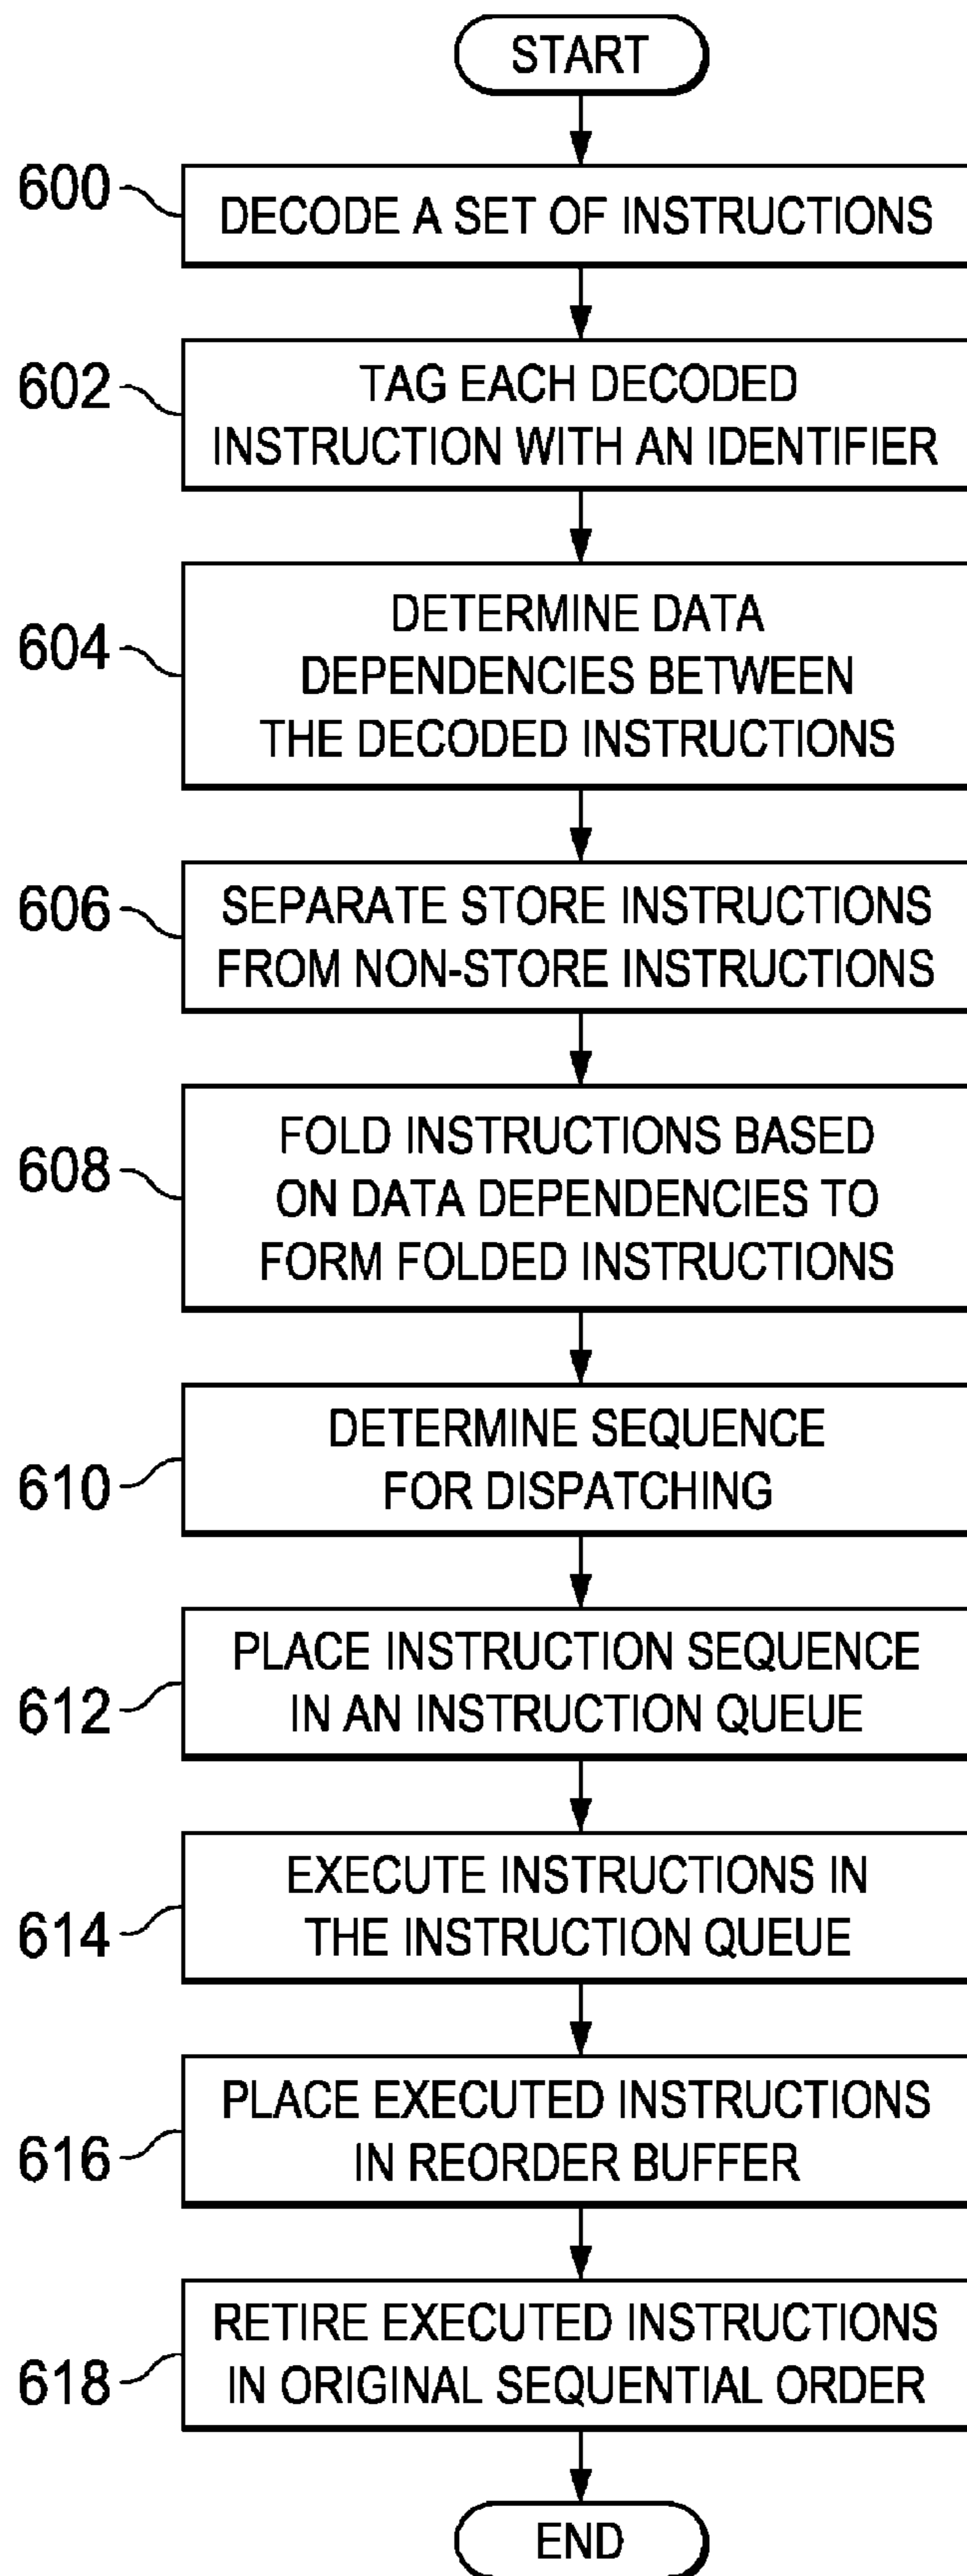 START
600
DECODE A SET OF INSTRUCTIONS
602
TAG EACH DECODED
INSTRUCTION WITH AN IDENTIFIER
604
DETERMINE DATA
DEPENDENCIES BETWEEN
THE DECODED INSTRUCTIONS
606
SEPARATE STORE INSTRUCTIONS
FROM NON-STORE INSTRUCTIONS
608
FOLD INSTRUCTIONS BASED
ON DATA DEPENDENCIES TO
FORM FOLDED INSTRUCTIONS
610
DETERMINE SEQUENCE
FOR DISPATCHING
612
PLACE INSTRUCTION SEQUENCE
IN AN INSTRUCTION QUEUE
614
EXECUTE INSTRUCTIONS IN
THE INSTRUCTION QUEUE
616
PLACE EXECUTED INSTRUCTIONS
IN REORDER BUFFER
618
RETIRE EXECUTED INSTRUCTIONS
IN ORIGINAL SEQUENTIAL ORDER
END